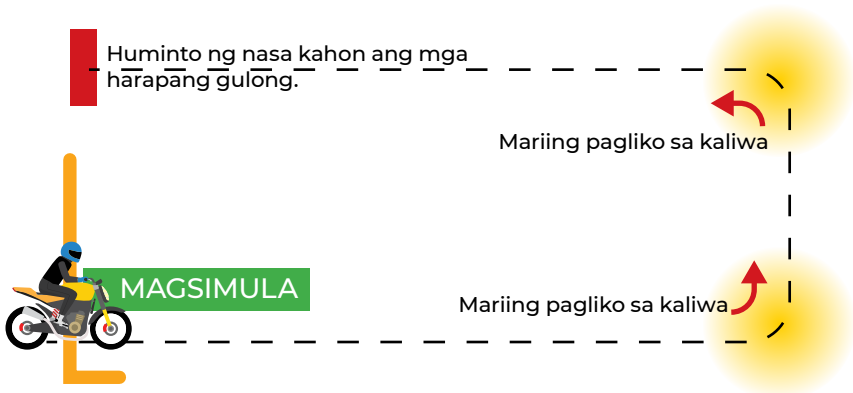 Huminto ng nasa kahon ang mga
harapang gulong.
Mariing pagliko sa kaliwa
MAGSIMULA
Mariing pagliko sa kaliwa